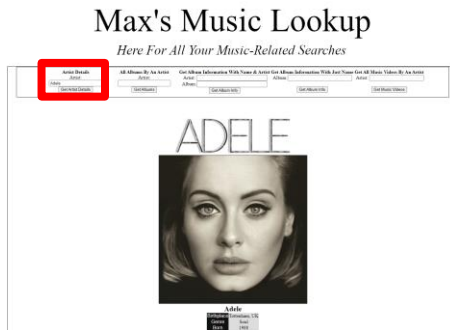 Max's Music Lookup
Here For All Your Music-Related Searches
Artist Details
Artist:
Adele
Get Artist Details
All Albums By An Artist
Artist:
Get Albums
Get Album Information With Name & Artist
Artist:
Album:
Get Album Info
Get Album Information With Just Name
Album:
Get Album Info
Get All Music Videos By An Artist
Artist:
Get Music Videos
ADELE
Adele
Birthplace Tottenham, UK
Genre Soul
Born 1988